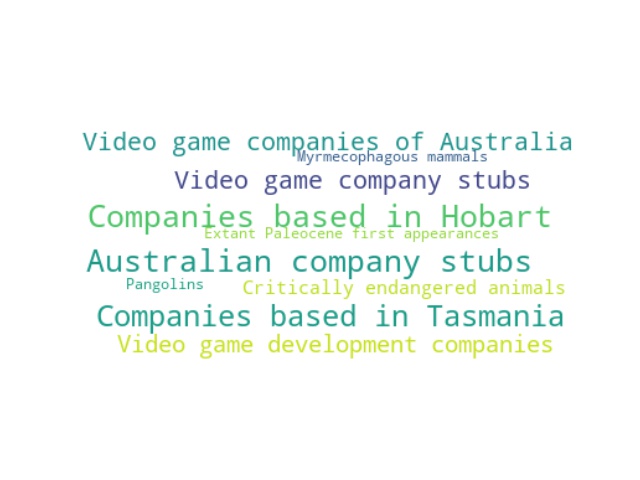 Video game companies of Australia
Myrmecophagous mammals
Video game company stubs
Companies based in Hobart
Extant Paleocene first appearances
Australian company stubs
Pangolins
Critically endangered animals
Companies based in Tasmania
Video game development companies